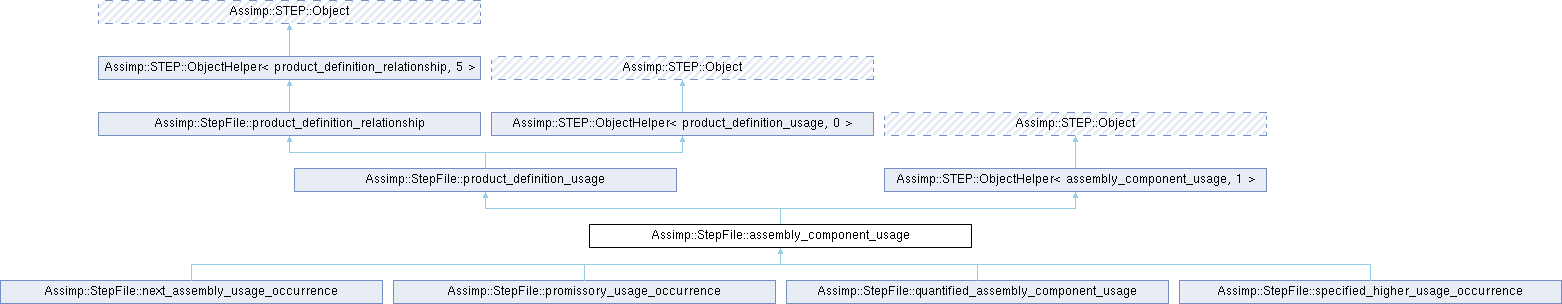 Assimp::STEP::Object
Assimp::STEP::ObjectHelper< product_definition_relationship, 5 >
Assimp::STEP::Object
Assimp::StepFile::product_definition_relationship
Assimp::STEP::ObjectHelper< product_definition_usage, 0 >
Assimp::STEP::Object
Assimp::StepFile::product_definition_usage
Assimp::STEP::ObjectHelper< assembly_component_usage, 1 >
Assimp::StepFile::assembly_component_usage
Assimp::StepFile::next_assembly_usage_occurrence
Assimp::StepFile::promissory_usage_occurrence
Assimp::StepFile::quantified_assembly_component_usage
Assimp::StepFile::specified_higher_usage_occurrence